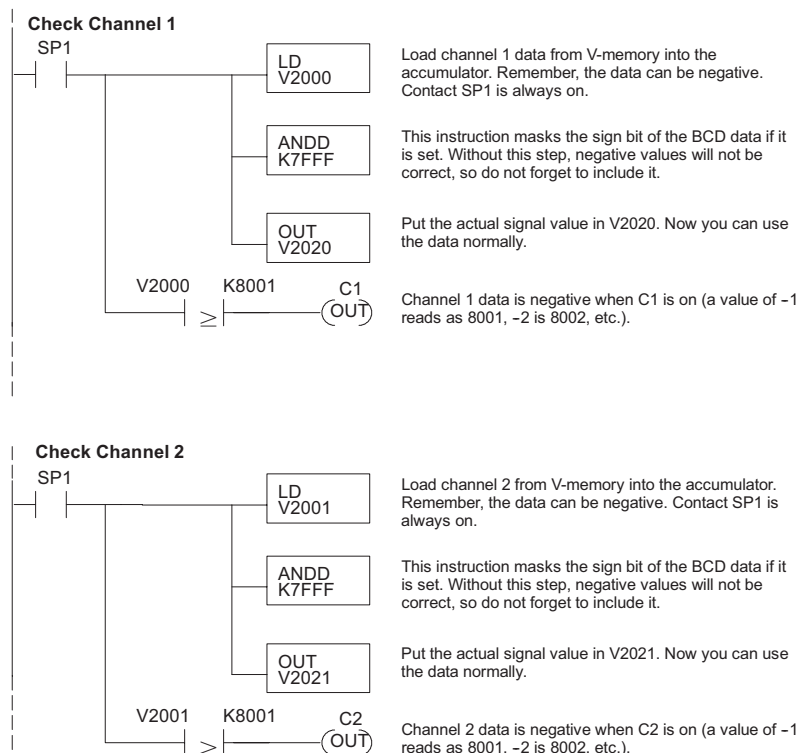 Check Channel 1
SP1
LD
V2000
Load channel 1 data from V-memory into the
accumulator. Remember, the data can be negative.
Contact SP1 is always on.
ANDD
K7FFF
This instruction masks the sign bit of the BCD data if it
is set. Without this step, negative values will not be
correct, so do not forget to include it.
OUT
V2020
Put the actual signal value in V2020. Now you can use
the data normally.
V2000 K8001 C1
≥ OUT
Channel 1 data is negative when C1 is on (a value of -1
reads as 8001, -2 is 8002, etc.).
Check Channel 2
SP1
LD
V2001
Load channel 2 from V-memory into the accumulator.
Remember, the data can be negative. Contact SP1 is
always on.
ANDD
K7FFF
This instruction masks the sign bit of the BCD data if it
is set. Without this step, negative values will not be
correct, so do not forget to include it.
OUT
V2021
Put the actual signal value in V2021. Now you can use
the data normally.
V2001 K8001 C2
≥ OUT
Channel 2 data is negative when C2 is on (a value of -1
reads as 8001, -2 is 8002, etc.).